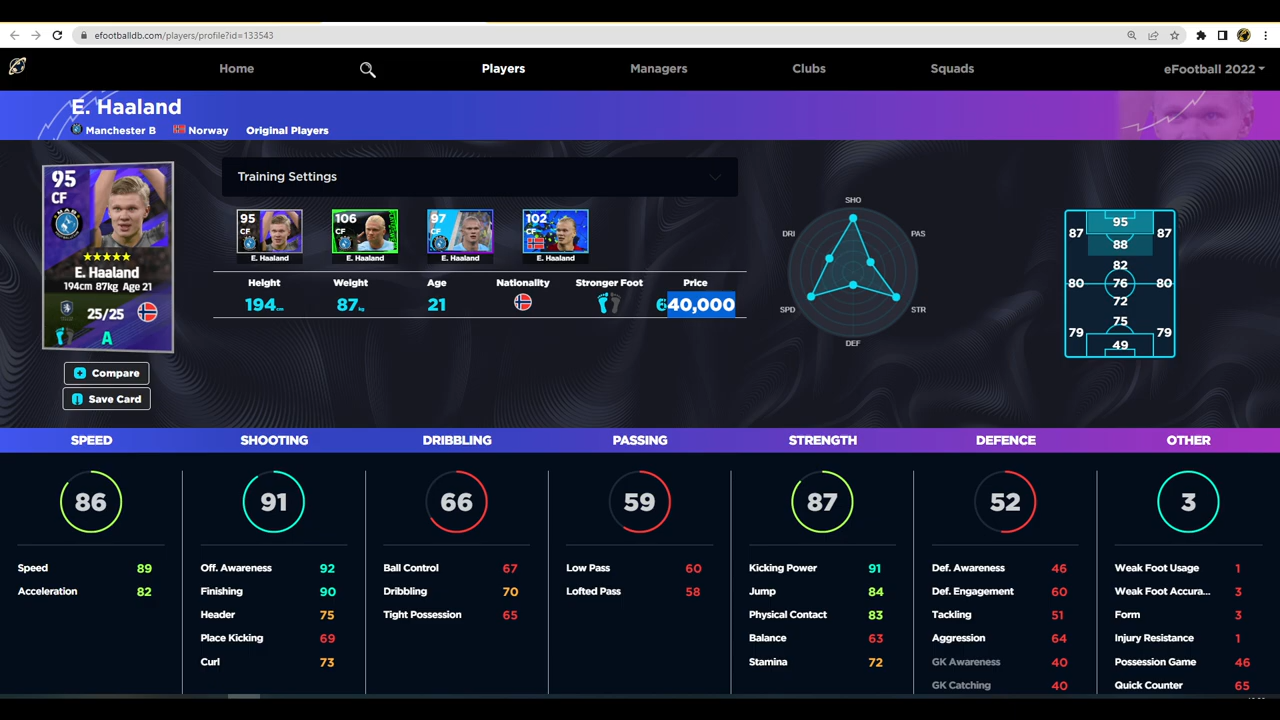 efootballdb.com/players/profile?id=133543
Home Players Managers Clubs Squads eFootball 2022
E. Haaland
Manchester B Norway Original Players
95
CF
E. Haaland
194cm 87kg Age 21
25/25
A
Compare
Save Card
Training Settings
95 CF E. Haaland
106 CF E. Haaland
97 CF E. Haaland
102 CF E. Haaland
Height Weight Age Nationality Stronger Foot Price
194cm 87kg 21 640,000
SHO
PAS
STR
DEF
SPD
DRI
95
87 88 87
82
80 76 80
72
75
79 79
49
SPEED SHOOTING DRIBBLING PASSING STRENGTH DEFENCE OTHER
86 91 66 59 87 52 3
Speed 89
Acceleration 82
Off. Awareness 92
Finishing 90
Header 75
Place Kicking 69
Curl 73
Ball Control 67
Dribbling 70
Tight Possession 65
Low Pass 60
Lofted Pass 58
Kicking Power 91
Jump 84
Physical Contact 83
Balance 63
Stamina 72
Def. Awareness 46
Def. Engagement 60
Tackling 51
Aggression 64
GK Awareness 40
GK Catching 40
Weak Foot Usage 1
Weak Foot Accura... 3
Form 3
Injury Resistance 1
Possession Game 46
Quick Counter 65